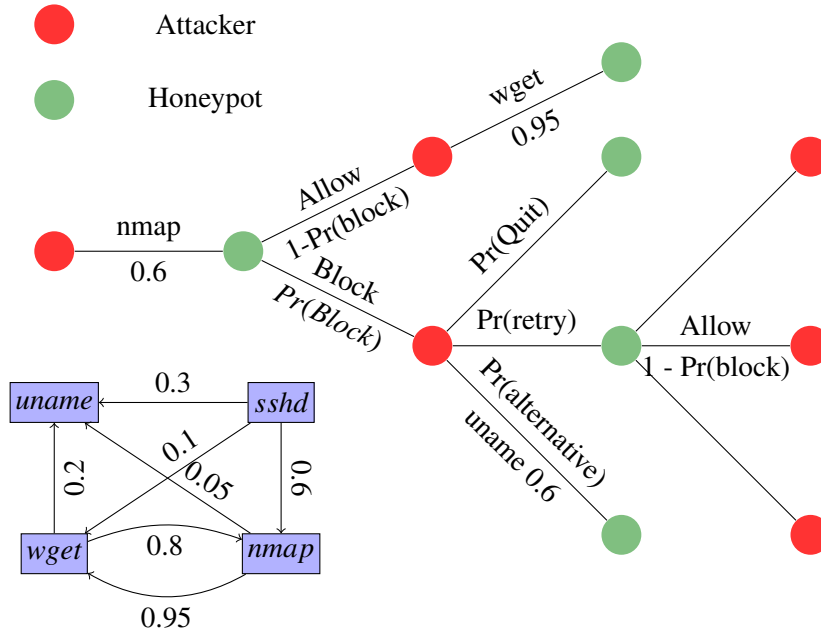 Attacker
Honeypot
wget
0.95
Allow
1-Pr(block)
nmap
0.6
Block
Pr(Block)
Pr(Quit)
Pr(retry)
Allow
1 - Pr(block)
Pr(alternative)
uname 0.6
uname
0.3
sshd
0.1
0.05
0.2
0.6
wget
0.8
nmap
0.95